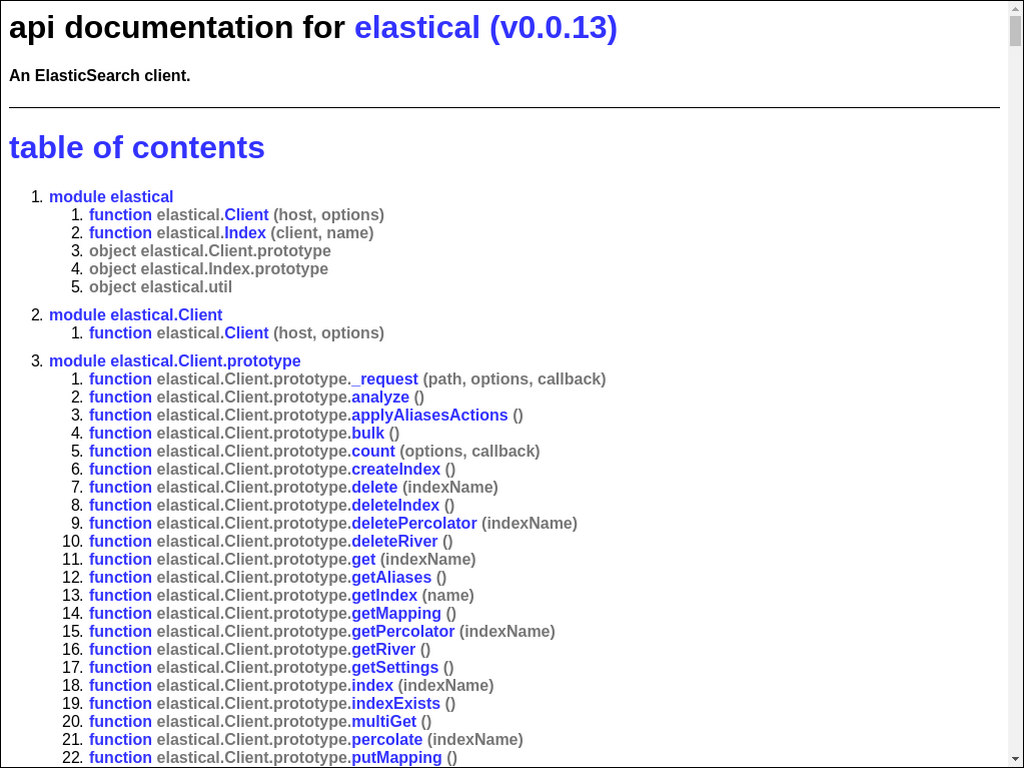 api documentation for elastical (v0.0.13)
An ElasticSearch client.
table of contents
1. module elastical
1. function elastical.Client (host, options)
2. function elastical.Index (client, name)
3. object elastical.Client.prototype
4. object elastical.Index.prototype
5. object elastical.util
2. module elastical.Client
1. function elastical.Client (host, options)
3. module elastical.Client.prototype
1. function elastical.Client.prototype._request (path, options, callback)
2. function elastical.Client.prototype.analyze ()
3. function elastical.Client.prototype.applyAliasesActions ()
4. function elastical.Client.prototype.bulk ()
5. function elastical.Client.prototype.count (options, callback)
6. function elastical.Client.prototype.createIndex ()
7. function elastical.Client.prototype.delete (indexName)
8. function elastical.Client.prototype.deleteIndex ()
9. function elastical.Client.prototype.deletePercolator (indexName)
10. function elastical.Client.prototype.deleteRiver ()
11. function elastical.Client.prototype.get (indexName)
12. function elastical.Client.prototype.getAliases ()
13. function elastical.Client.prototype.getIndex (name)
14. function elastical.Client.prototype.getMapping ()
15. function elastical.Client.prototype.getPercolator (indexName)
16. function elastical.Client.prototype.getRiver ()
17. function elastical.Client.prototype.getSettings ()
18. function elastical.Client.prototype.index (indexName)
19. function elastical.Client.prototype.indexExists ()
20. function elastical.Client.prototype.multiGet ()
21. function elastical.Client.prototype.percolate (indexName)
22. function elastical.Client.prototype.putMapping ()